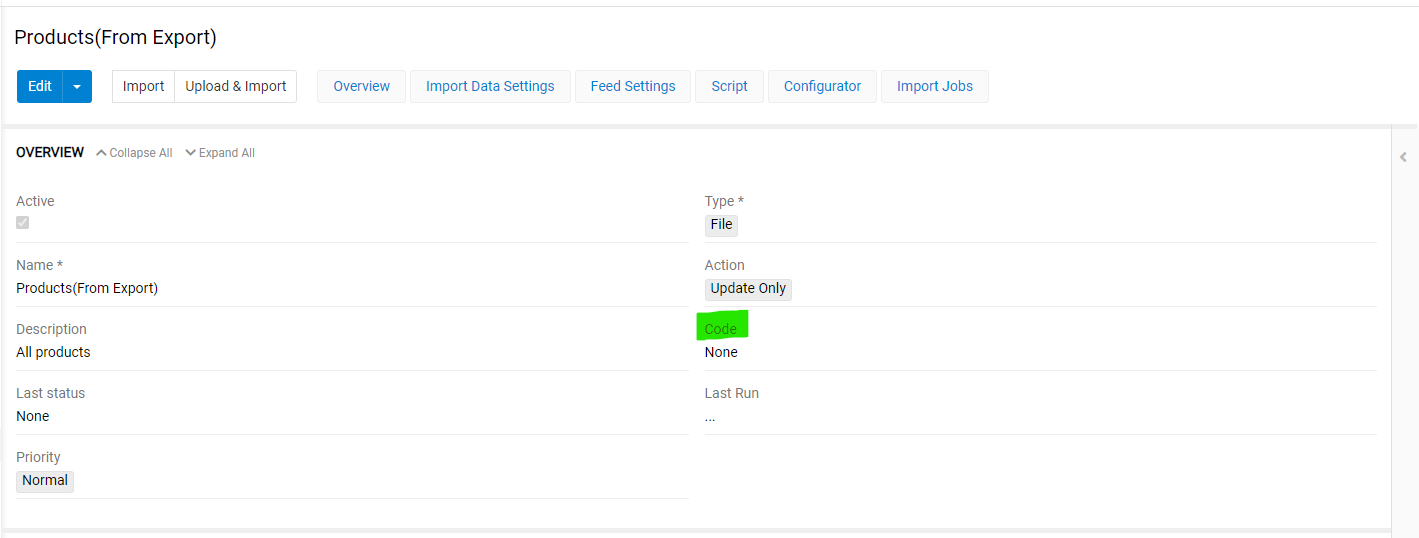 Products(From Export)
Edit Import Upload & Import Overview Import Data Settings Feed Settings Script Configurator Import Jobs
OVERVIEW Collapse All Expand All
Active Type *
File
Name * Action
Products(From Export) Update Only
Description Code
All products None
Last status Last Run
None ...
Priority
Normal